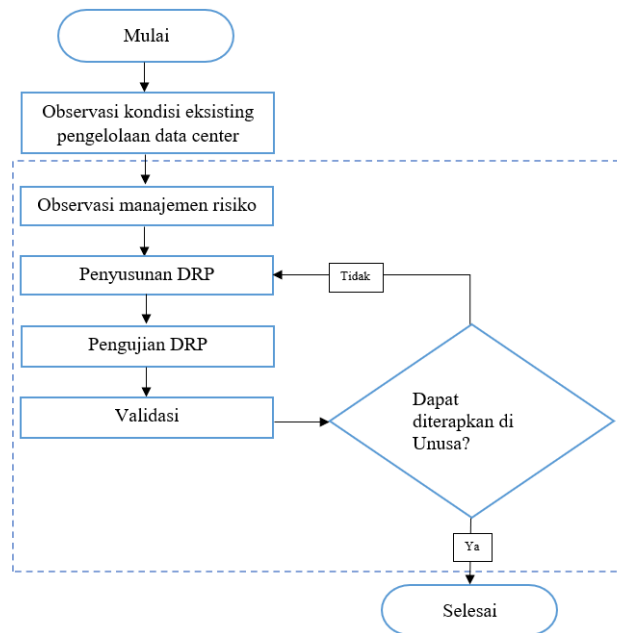 Mulai
Observasi kondisi eksisting
pengelolaan data center
Observasi manajemen risiko
Penyusunan DRP
Tidak
Pengujian DRP
Validasi
Dapat
diterapkan di
Unusa?
Ya
Selesai